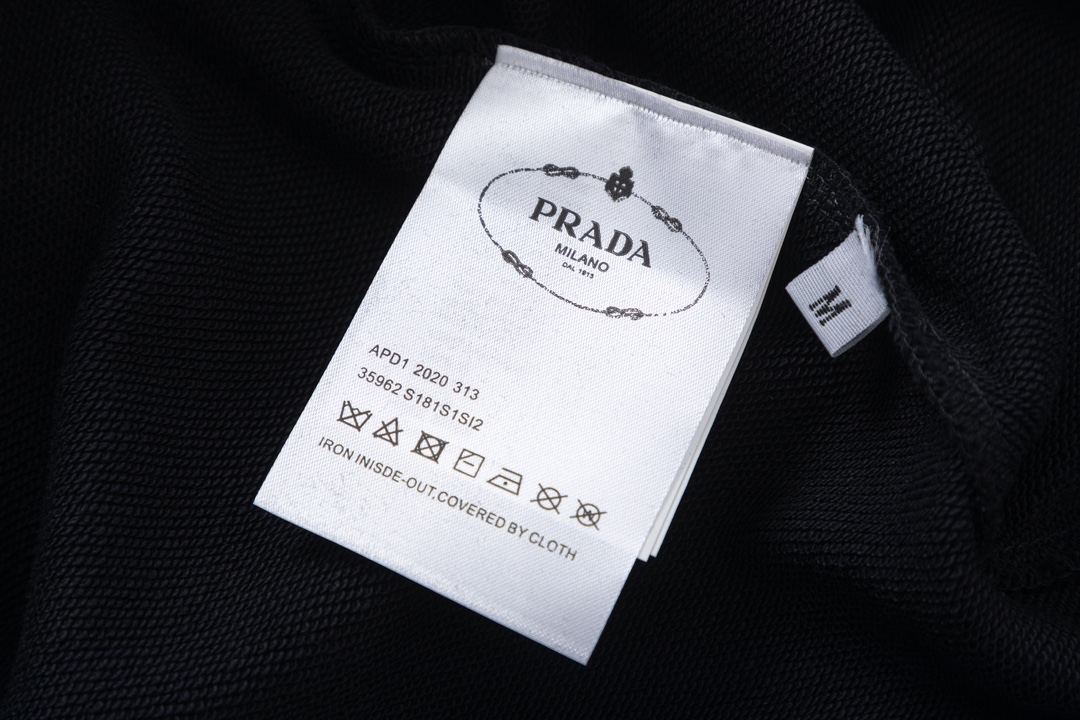 PRADA
MILANO
DAL 1913
APD1 2020 313
35962 S181S1SI2
IRON INISDE-OUT,COVERED BY CLOTH
M